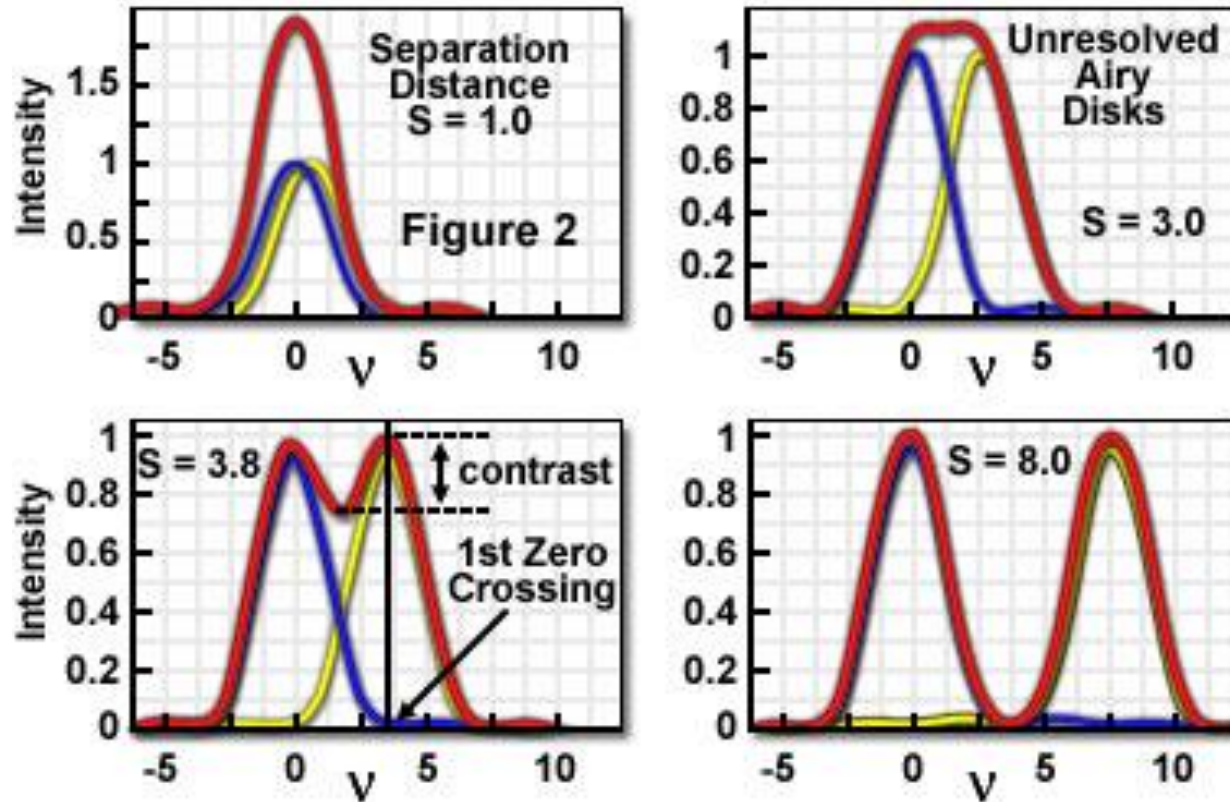 Intensity
1.5
1
0.5
0
Separation
Distance
S = 1.0
Figure 2
-5 0 5 10
ν
1
0.8
0.6
0.4
0.2
0
Unresolved
Airy
Disks
S = 3.0
-5 0 5 10
ν
Intensity
1
0.8
0.6
0.4
0.2
0
S = 3.8
contrast
1st Zero
Crossing
-5 0 5 10
ν
1
0.8
0.6
0.4
0.2
0
S = 8.0
-5 0 5 10
ν